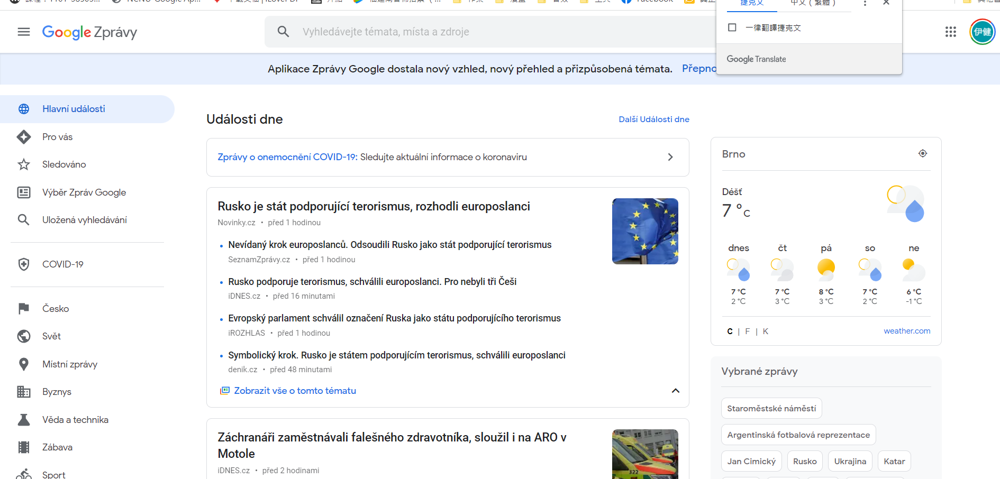 Facebook
捷克文
中文（繁體）
一律翻譯捷克文
Google Translate
Google Zprávy
Vyhledávejte témata, místa a zdroje
伊健
Aplikace Zprávy Google dostala nový vzhled, nový přehled a přizpůsobená témata. Přepno
Hlavní události
Pro vás
Sledováno
Výběr Zpráv Google
Uložená vyhledávání
COVID-19
Česko
Svět
Místní zprávy
Byznys
Věda a technika
Zábava
Sport
Události dne
Další Události dne
Zprávy o onemocnění COVID-19: Sledujte aktuální informace o koronaviru
Rusko je stát podporující terorismus, rozhodli europoslanci
Novinky.cz • před 1 hodinou
Nevídaný krok europoslanců. Odsoudili Rusko jako stát podporující terorismus
SeznamZprávy.cz • před 1 hodinou
Rusko podporuje terorismus, schválili europoslanci. Pro nebyli tři Češi
iDNES.cz • před 16 minutami
Evropský parlament schválil označení Ruska jako státu podporujícího terorismus
iROZHLAS • před 1 hodinou
Symbolický krok. Rusko je státem podporujícím terorismus, schválili europoslanci
denik.cz • před 48 minutami
Zobrazit vše o tomto tématu
Záchranáři zaměstnávali falešného zdravotníka, sloužil i na ARO v
Motole
iDNES.cz • před 2 hodinami
322
Brno
Déšť
7 °C
dnes čt pá so ne
7 °C 7 °C 8 °C 7 °C 6 °C
2 °C 3 °C 3 °C 2 °C -1 °C
C | F | K
weather.com
Vybrané zprávy
Staroměstské náměstí
Argentinská fotbalová reprezentace
Jan Cimický Rusko Ukrajina Katar